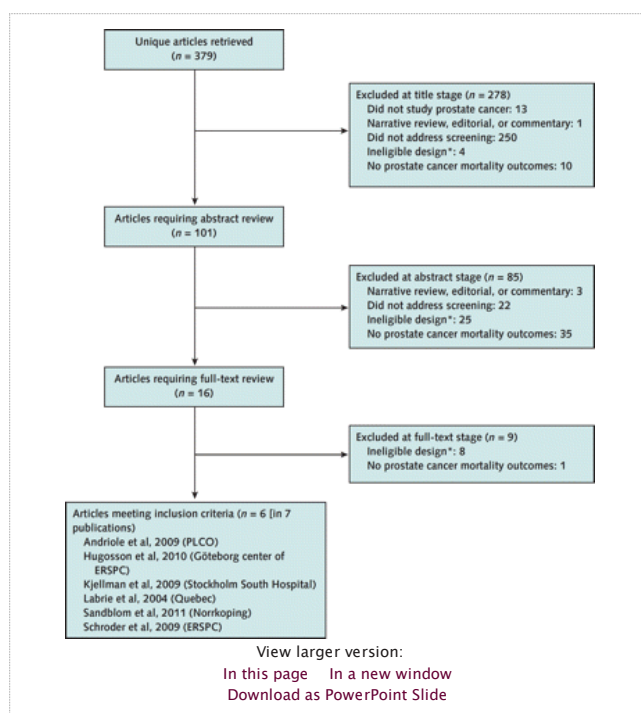 Unique articles retrieved
(n = 379)
Excluded at title stage (n = 278)
Did not study prostate cancer: 13
Narrative review, editorial, or commentary: 1
Did not address screening: 250
Ineligible design*: 4
No prostate cancer mortality outcomes: 10
Articles requiring abstract review
(n = 101)
Excluded at abstract stage (n = 85)
Narrative review, editorial, or commentary: 3
Did not address screening: 22
Ineligible design*: 25
No prostate cancer mortality outcomes: 35
Articles requiring full-text review
(n = 16)
Excluded at full-text stage (n = 9)
Ineligible design*: 8
No prostate cancer mortality outcomes: 1
Articles meeting inclusion criteria (n = 6 [in 7
publications)
Andriole et al, 2009 (PLCO)
Hugosson et al, 2010 (Göteborg center of
ERSPC)
Kjellman et al, 2009 (Stockholm South Hospital)
Labrie et al, 2004 (Quebec)
Sandblom et al, 2011 (Norrkoping)
Schroder et al, 2009 (ERSPC)
View larger version:
In this page In a new window
Download as PowerPoint Slide